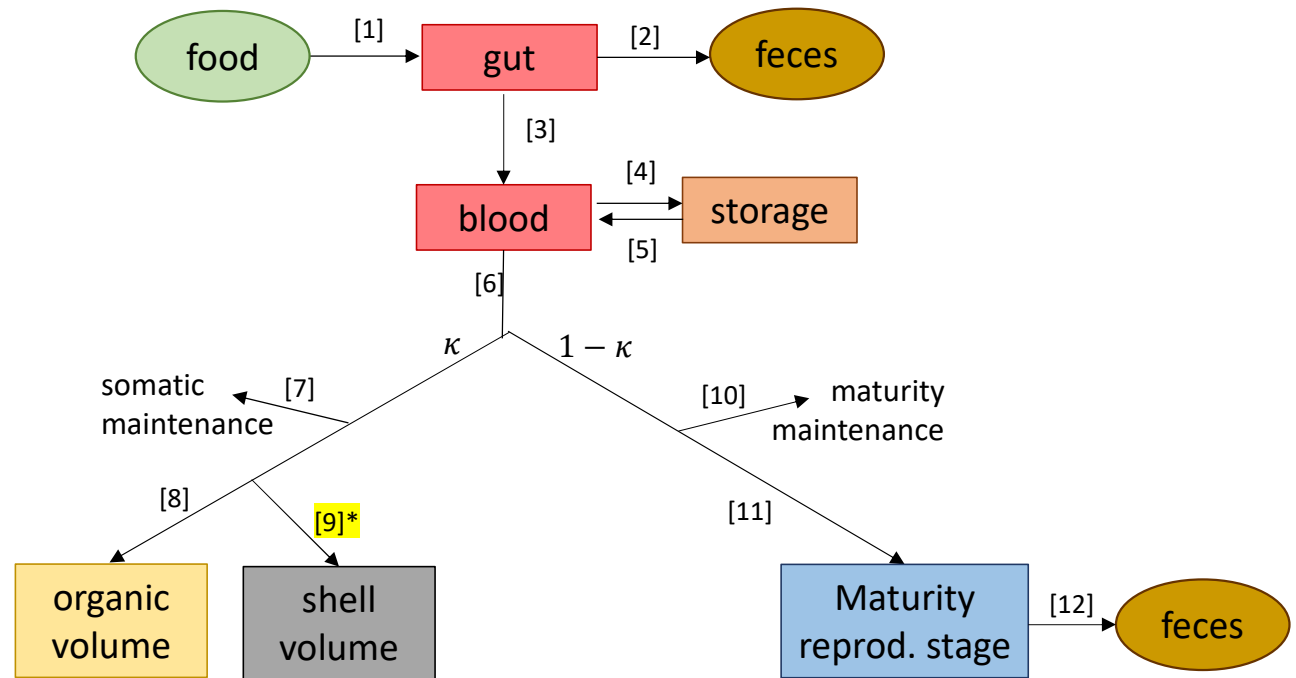 [1]
[2]
food
gut
feces
[3]
[4]
blood
storage
[5]
[6]
κ
1 − κ
somatic
maintenance
[7]
[10]
maturity
maintenance
[8]
[9]*
[11]
organic
volume
shell
volume
Maturity
reprod. stage
[12]
feces